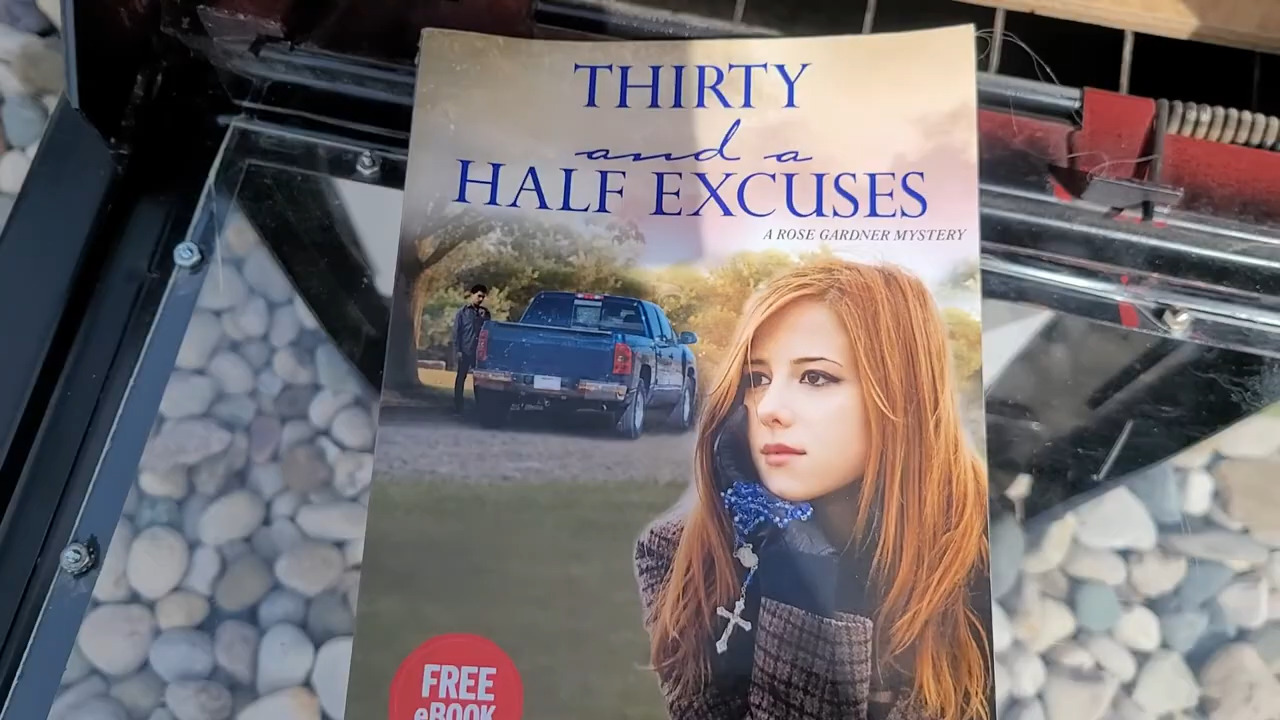 THIRTY
and a
HALF EXCUSES
A ROSE GARDNER MYSTERY
FREE
eBOOK